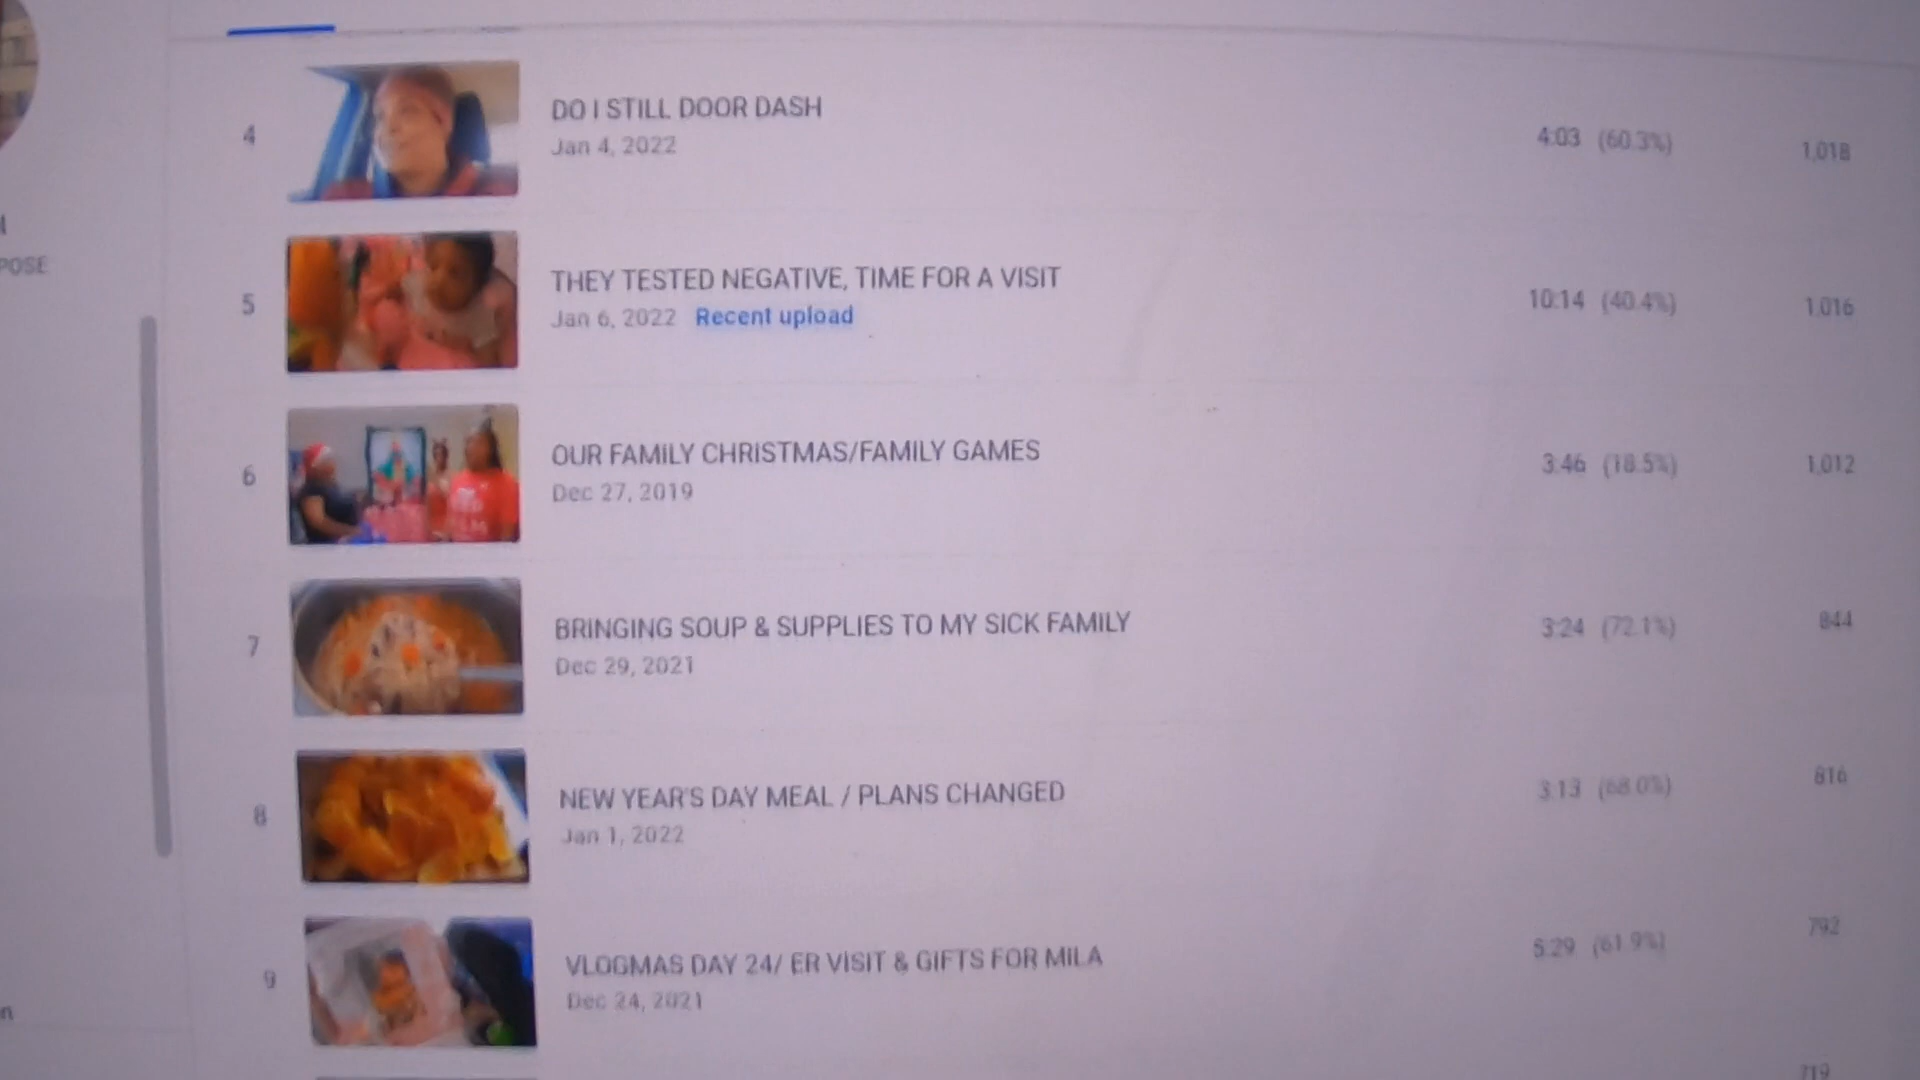 4
DO I STILL DOOR DASH
Jan 4, 2022
4:03 (60.3%)
1,018
POSE
5
THEY TESTED NEGATIVE, TIME FOR A VISIT
Jan 6, 2022 Recent upload
10:14 (40.4%)
1,016
6
OUR FAMILY CHRISTMAS/FAMILY GAMES
Dec 27, 2019
3:46 (18.5%)
1,012
7
BRINGING SOUP & SUPPLIES TO MY SICK FAMILY
Dec 29, 2021
3:24 (72.1%)
844
8
NEW YEAR'S DAY MEAL / PLANS CHANGED
Jan 1, 2022
3:13 (68.0%)
816
9
VLOGMAS DAY 24/ ER VISIT & GIFTS FOR MILA
Dec 24, 2021
5:29 (61.9%)
792
n
719